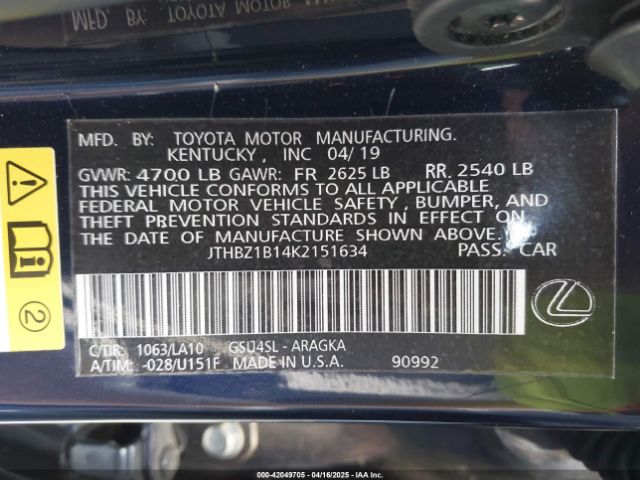 MFG. BY: TOYOTA MOTOR MANUFACTURING.
KENTUCKY, INC 04/19
GVWR: 4700 LB GAWR: FR 2625 LB RR. 2540 LB
THIS VEHICLE CONFORMS TO ALL APPLICABLE
FEDERAL MOTOR VEHICLE SAFETY, BUMPER, AND
THEFT PREVENTION STANDARDS IN EFFECT ON
THE DATE OF MANUFACTURE SHOWN ABOVE.
JTHBZ1B14K2151634 PASS. CAR
C/TR: 1063/LA10 GSU4SL - ARAGKA
A/TIM: -028/U151F MADE IN U.S.A. 90992
2
000-42049705 - 04/16/2025 - IAA Inc.